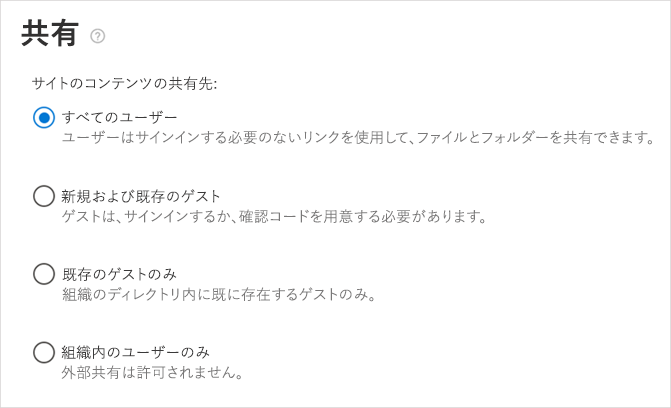 共有 ?
サイトのコンテンツの共有先:
すべてのユーザー
ユーザーはサインインする必要のないリンクを使用して、ファイルとフォルダーを共有できます。
新規および既存のゲスト
ゲストは、サインインするか、確認コードを用意する必要があります。
既存のゲストのみ
組織のディレクトリ内に既に存在するゲストのみ。
組織内のユーザーのみ
外部共有は許可されません。